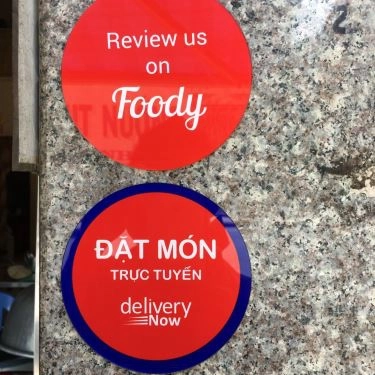 Review us
on
Foody
ĐẶT MÓN
TRỰC TUYẾN
delivery
Now